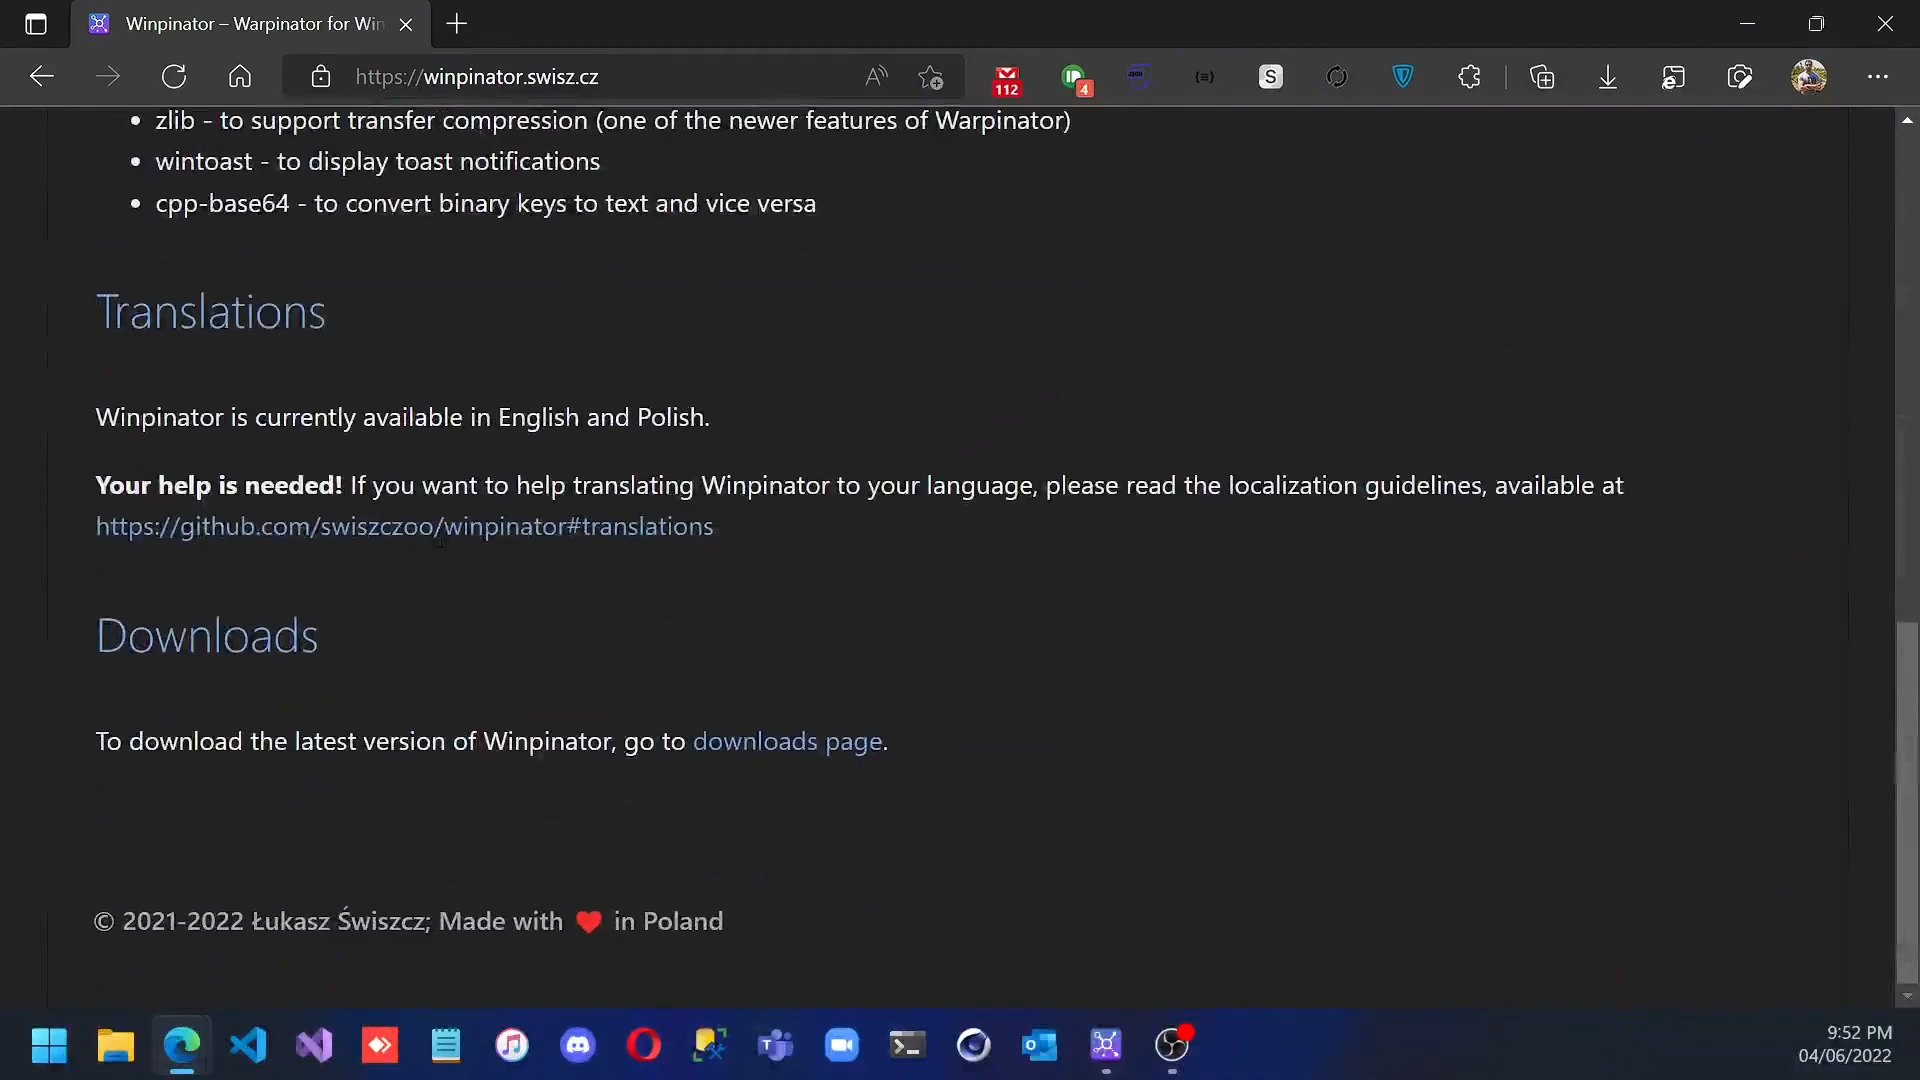 Winpinator – Warpinator for Win
https://winpinator.swisz.cz
112
4
S
zlib - to support transfer compression (one of the newer features of Warpinator)
wintoast - to display toast notifications
cpp-base64 - to convert binary keys to text and vice versa
Translations
Winpinator is currently available in English and Polish.
Your help is needed! If you want to help translating Winpinator to your language, please read the localization guidelines, available at
https://github.com/swiszczoo/winpinator#translations
Downloads
To download the latest version of Winpinator, go to downloads page.
© 2021-2022 Łukasz Świszcz; Made with ❤ in Poland
9:52 PM
04/06/2022